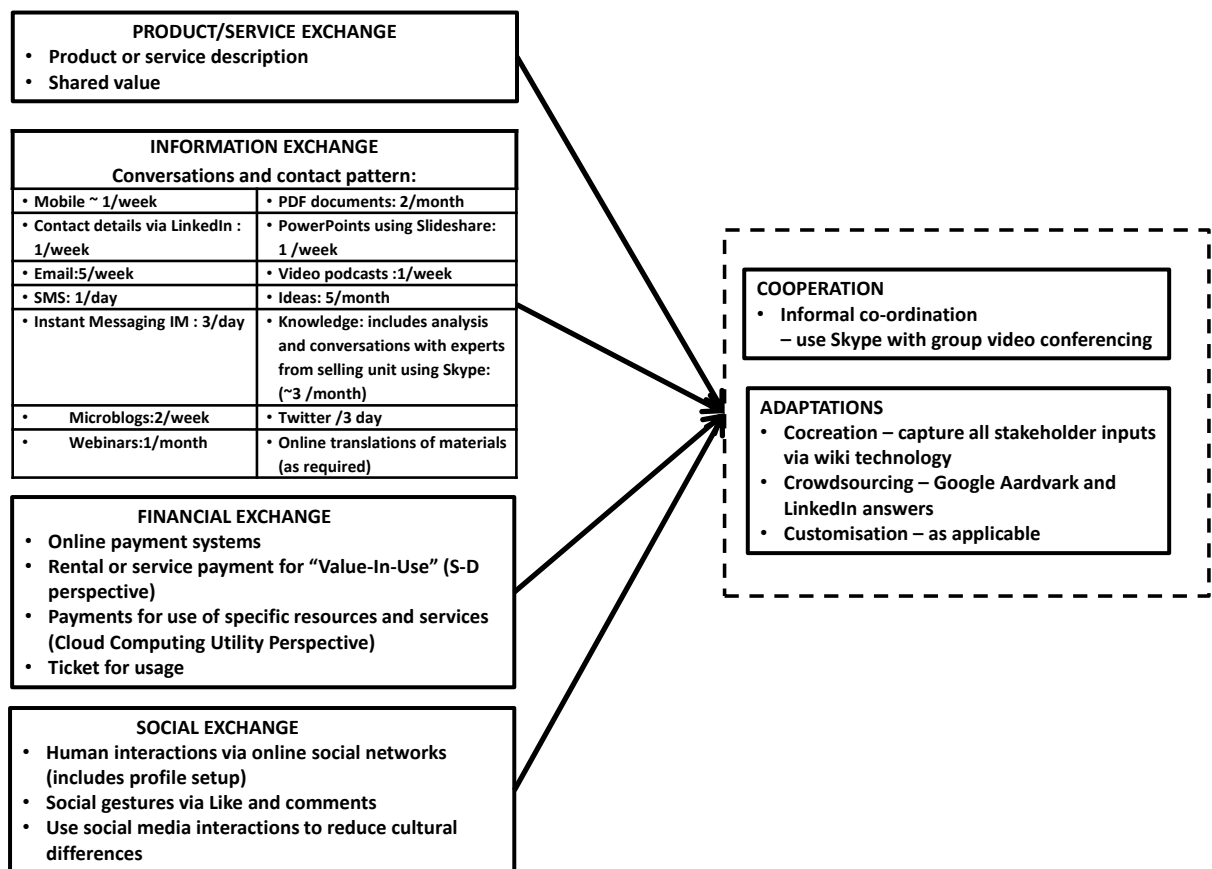 PRODUCT/SERVICE EXCHANGE
• Product or service description
• Shared value
INFORMATION EXCHANGE
Conversations and contact pattern:
• Mobile ~ 1/week
• PDF documents: 2/month
• Contact details via LinkedIn :
1/week
• PowerPoints using Slideshare:
1 /week
• Email:5/week
• Video podcasts :1/week
• SMS: 1/day
• Ideas: 5/month
• Instant Messaging IM : 3/day
• Knowledge: includes analysis
and conversations with experts
from selling unit using Skype:
(~3 /month)
• Microblogs:2/week
• Twitter /3 day
• Webinars:1/month
• Online translations of materials
(as required)
FINANCIAL EXCHANGE
• Online payment systems
• Rental or service payment for “Value-In-Use” (S-D
perspective)
• Payments for use of specific resources and services
(Cloud Computing Utility Perspective)
• Ticket for usage
SOCIAL EXCHANGE
• Human interactions via online social networks
(includes profile setup)
• Social gestures via Like and comments
• Use social media interactions to reduce cultural
differences
COOPERATION
• Informal co-ordination
– use Skype with group video conferencing
ADAPTATIONS
• Cocreation – capture all stakeholder inputs
via wiki technology
• Crowdsourcing – Google Aardvark and
LinkedIn answers
• Customisation – as applicable